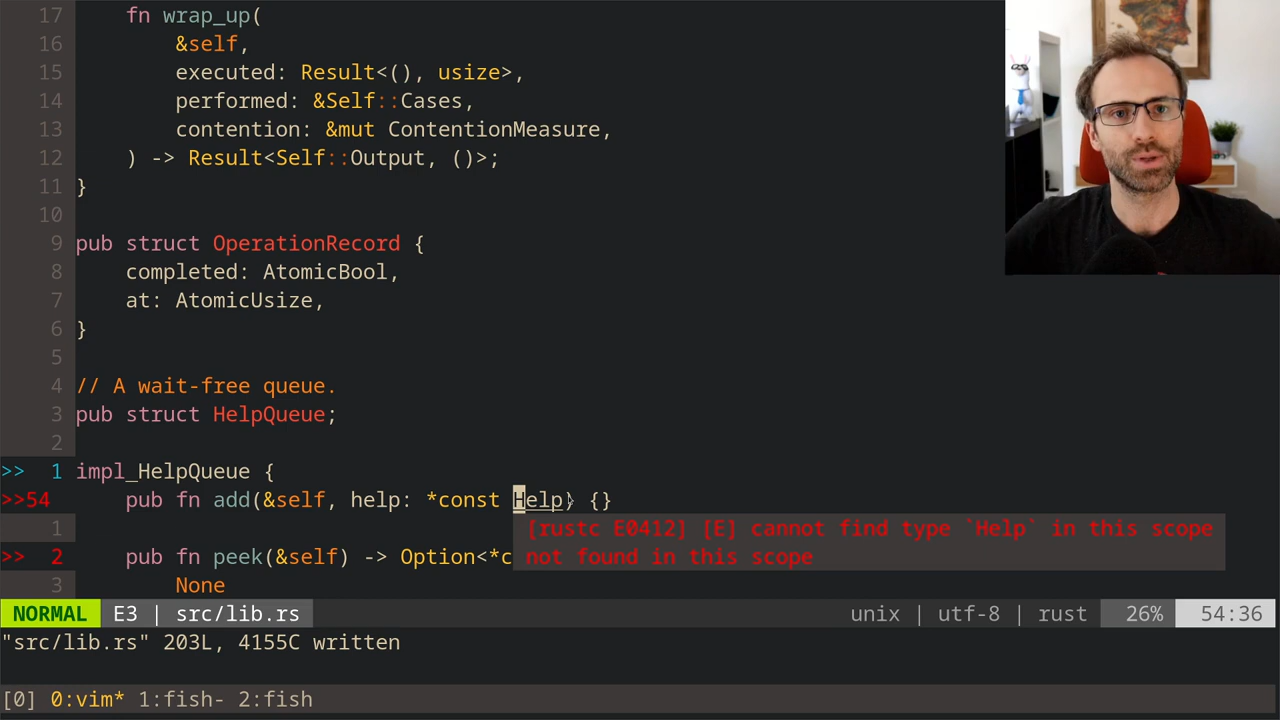 17 fn wrap_up(
16 &self,
15 executed: Result<(), usize>,
14 performed: &Self::Cases,
13 contention: &mut ContentionMeasure,
12 ) -> Result<Self::Output, ()>;
11 }
10
9 pub struct OperationRecord {
8 completed: AtomicBool,
7 at: AtomicUsize,
6 }
5
4 // A wait-free queue.
3 pub struct HelpQueue;
2
>> 1 impl HelpQueue {
>>54 pub fn add(&self, help: *const Help) {}
1 [rustc E0412] [E] cannot find type `Help` in this scope
>> 2 pub fn peek(&self) -> Option<*c not found in this scope
3 None
NORMAL E3 | src/lib.rs unix | utf-8 | rust 26% 54:36
"src/lib.rs" 203L, 4155C written
[0] 0:vim* 1:fish- 2:fish